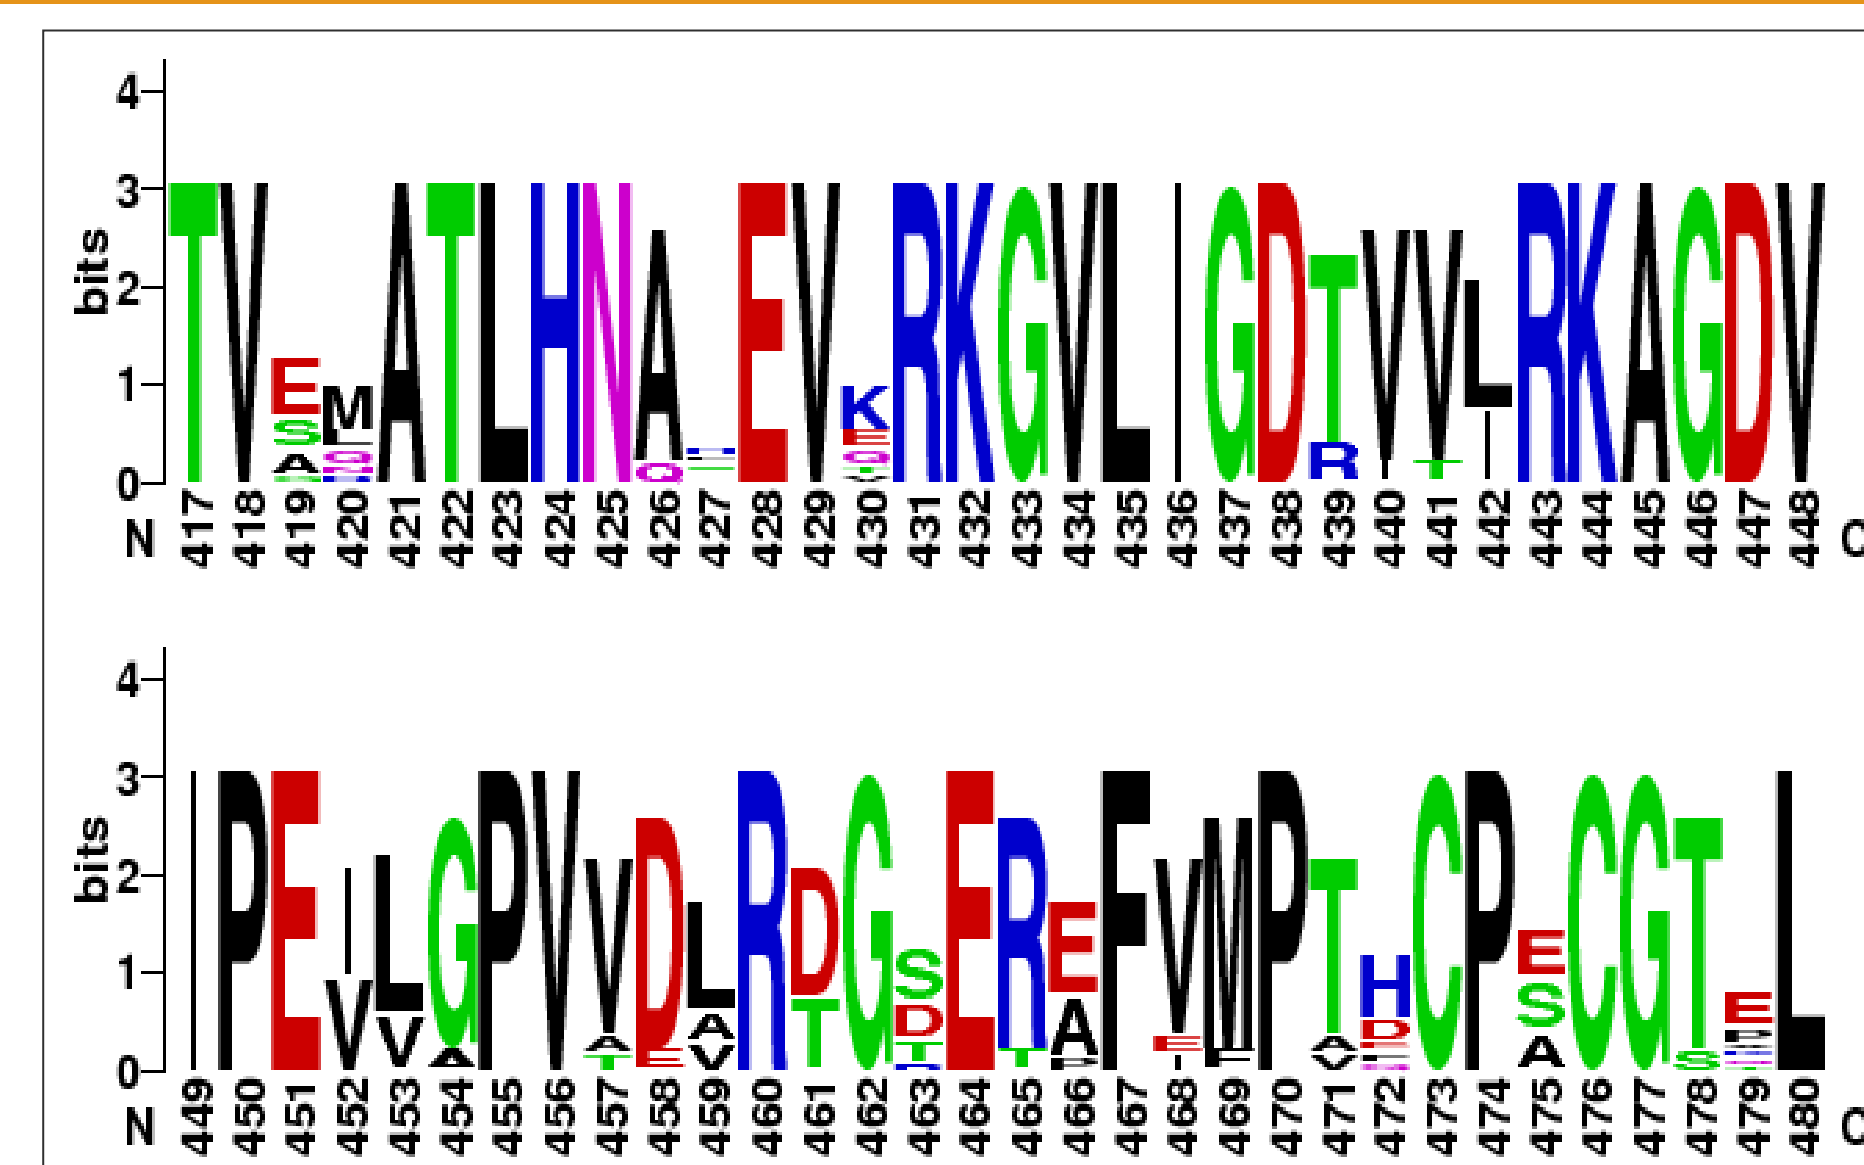 4
3
2
1
0
bits
TVEMATLHNA EVKRKGVLIGDTVVLRKAGDV
S
A
Q
R
I
N 417 418 419 420 421 422 423 424 425 426 427 428 429 430 431 432 433 434 435 436 437 438 439 440 441 442 443 444 445 446 447 448 C
4
3
2
1
0
bits
IPEILGPVVDLRDGSEREFVMPTHCPECGTEL
V V A A E A T D T A E A D S S
T V T V V A
N 449 450 451 452 453 454 455 456 457 458 459 460 461 462 463 464 465 466 467 468 469 470 471 472 473 474 475 476 477 478 479 480 C